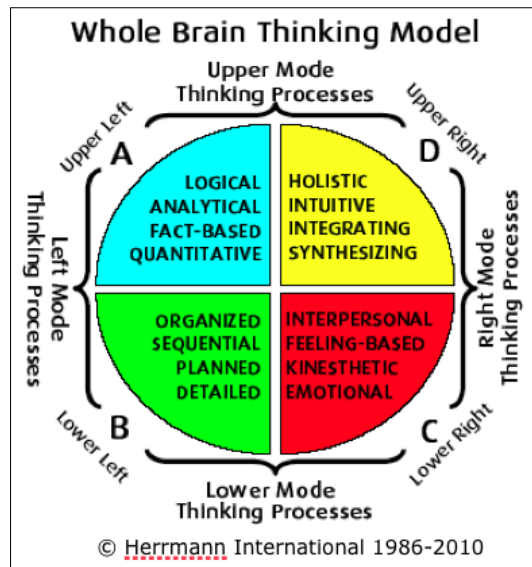 Whole Brain Thinking Model
Upper Mode
Thinking Processes
Upper Left
Upper Right
A
D
LOGICAL
ANALYTICAL
FACT-BASED
QUANTITATIVE
HOLISTIC
INTUITIVE
INTEGRATING
SYNTHESIZING
Left Mode
Thinking Processes
Right Mode
Thinking Processes
ORGANIZED
SEQUENTIAL
PLANNED
DETAILED
INTERPERSONAL
FEELING-BASED
KINESTHETIC
EMOTIONAL
B
C
Lower Left
Lower Right
Lower Mode
Thinking Processes
© Herrmann International 1986-2010